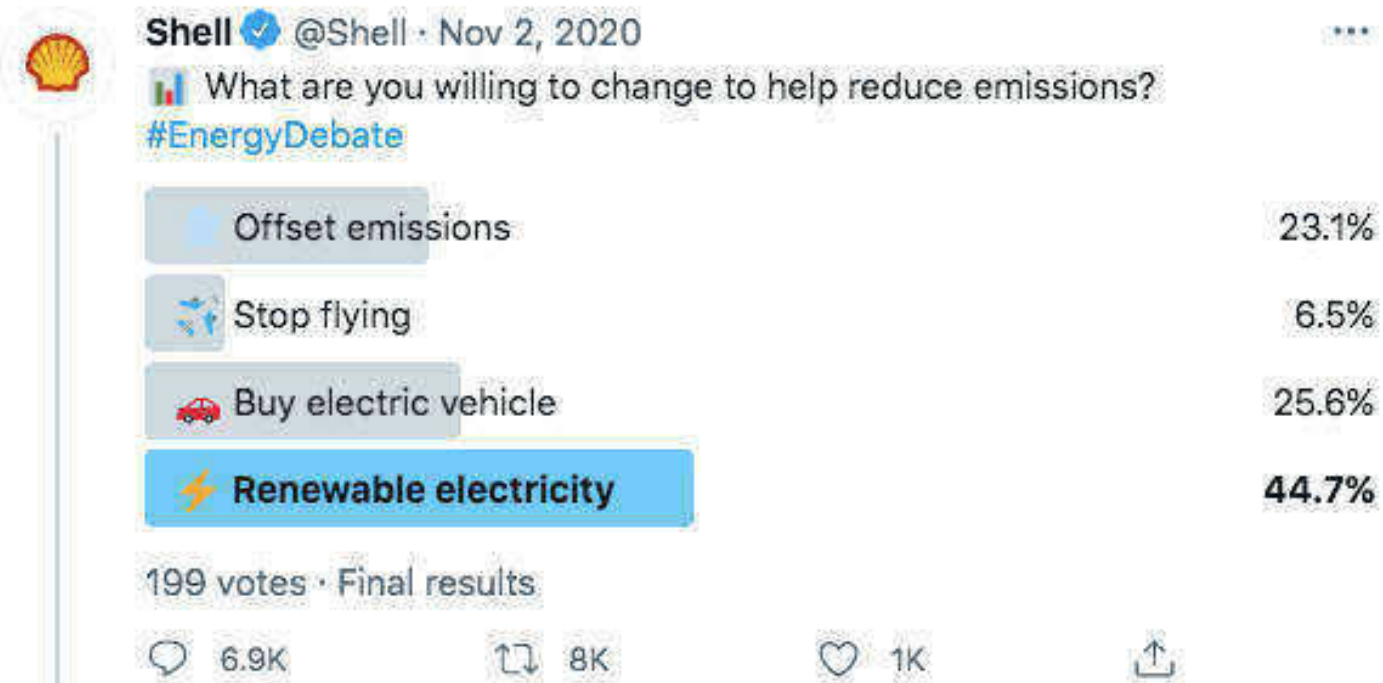 Shell @Shell · Nov 2, 2020
What are you willing to change to help reduce emissions?
#EnergyDebate
Offset emissions 23.1%
Stop flying 6.5%
Buy electric vehicle 25.6%
Renewable electricity 44.7%
199 votes · Final results
6.9K 8K 1K